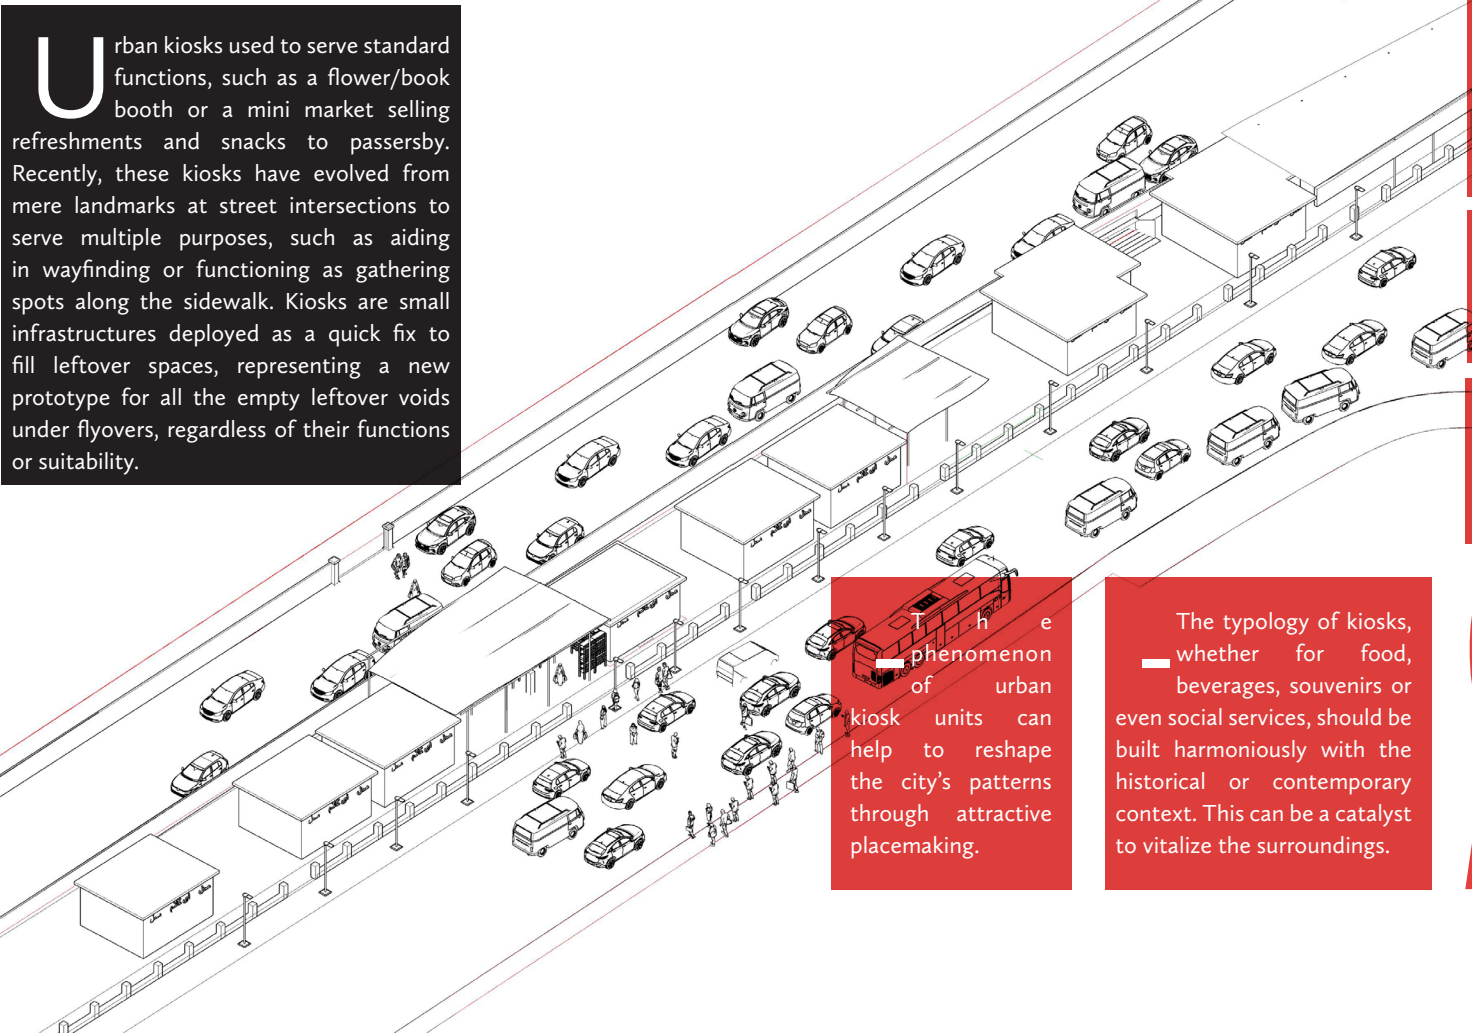 Urban kiosks used to serve standard
functions, such as a flower/book
booth or a mini market selling
refreshments and snacks to passersby.
Recently, these kiosks have evolved from
mere landmarks at street intersections to
serve multiple purposes, such as aiding
in wayfinding or functioning as gathering
spots along the sidewalk. Kiosks are small
infrastructures deployed as a quick fix to
fill leftover spaces, representing a new
prototype for all the empty leftover voids
under flyovers, regardless of their functions
or suitability.
The
phenomenon
of urban
kiosk units can
help to reshape
the city's patterns
through attractive
placemaking.
The typology of kiosks,
whether for food,
beverages, souvenirs or
even social services, should be
built harmoniously with the
historical or contemporary
context. This can be a catalyst
to vitalize the surroundings.